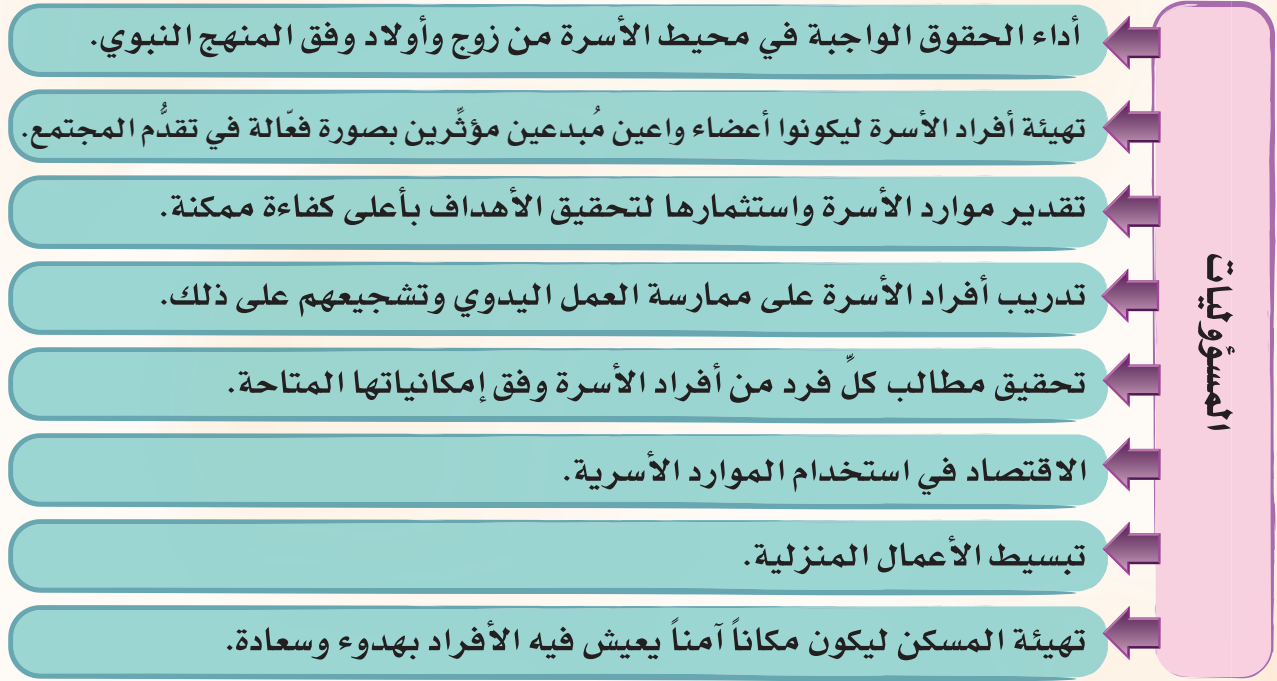 المسؤوليات
أداء الحقوق الواجبة في محيط الأسرة من زوج وأولاد وفق المنهج النبوي.
تهيئة أفراد الأسرة ليكونوا أعضاء واعين مُبدعين مؤثِّرين بصورة فعّالة في تقدُّم المجتمع.
تقدير موارد الأسرة واستثمارها لتحقيق الأهداف بأعلى كفاءة ممكنة.
تدريب أفراد الأسرة على ممارسة العمل اليدوي وتشجيعهم على ذلك.
تحقيق مطالب كلِّ فرد من أفراد الأسرة وفق إمكانياتها المتاحة.
الاقتصاد في استخدام الموارد الأسرية.
تبسيط الأعمال المنزلية.
تهيئة المسكن ليكون مكاناً آمناً يعيش فيه الأفراد بهدوء وسعادة.